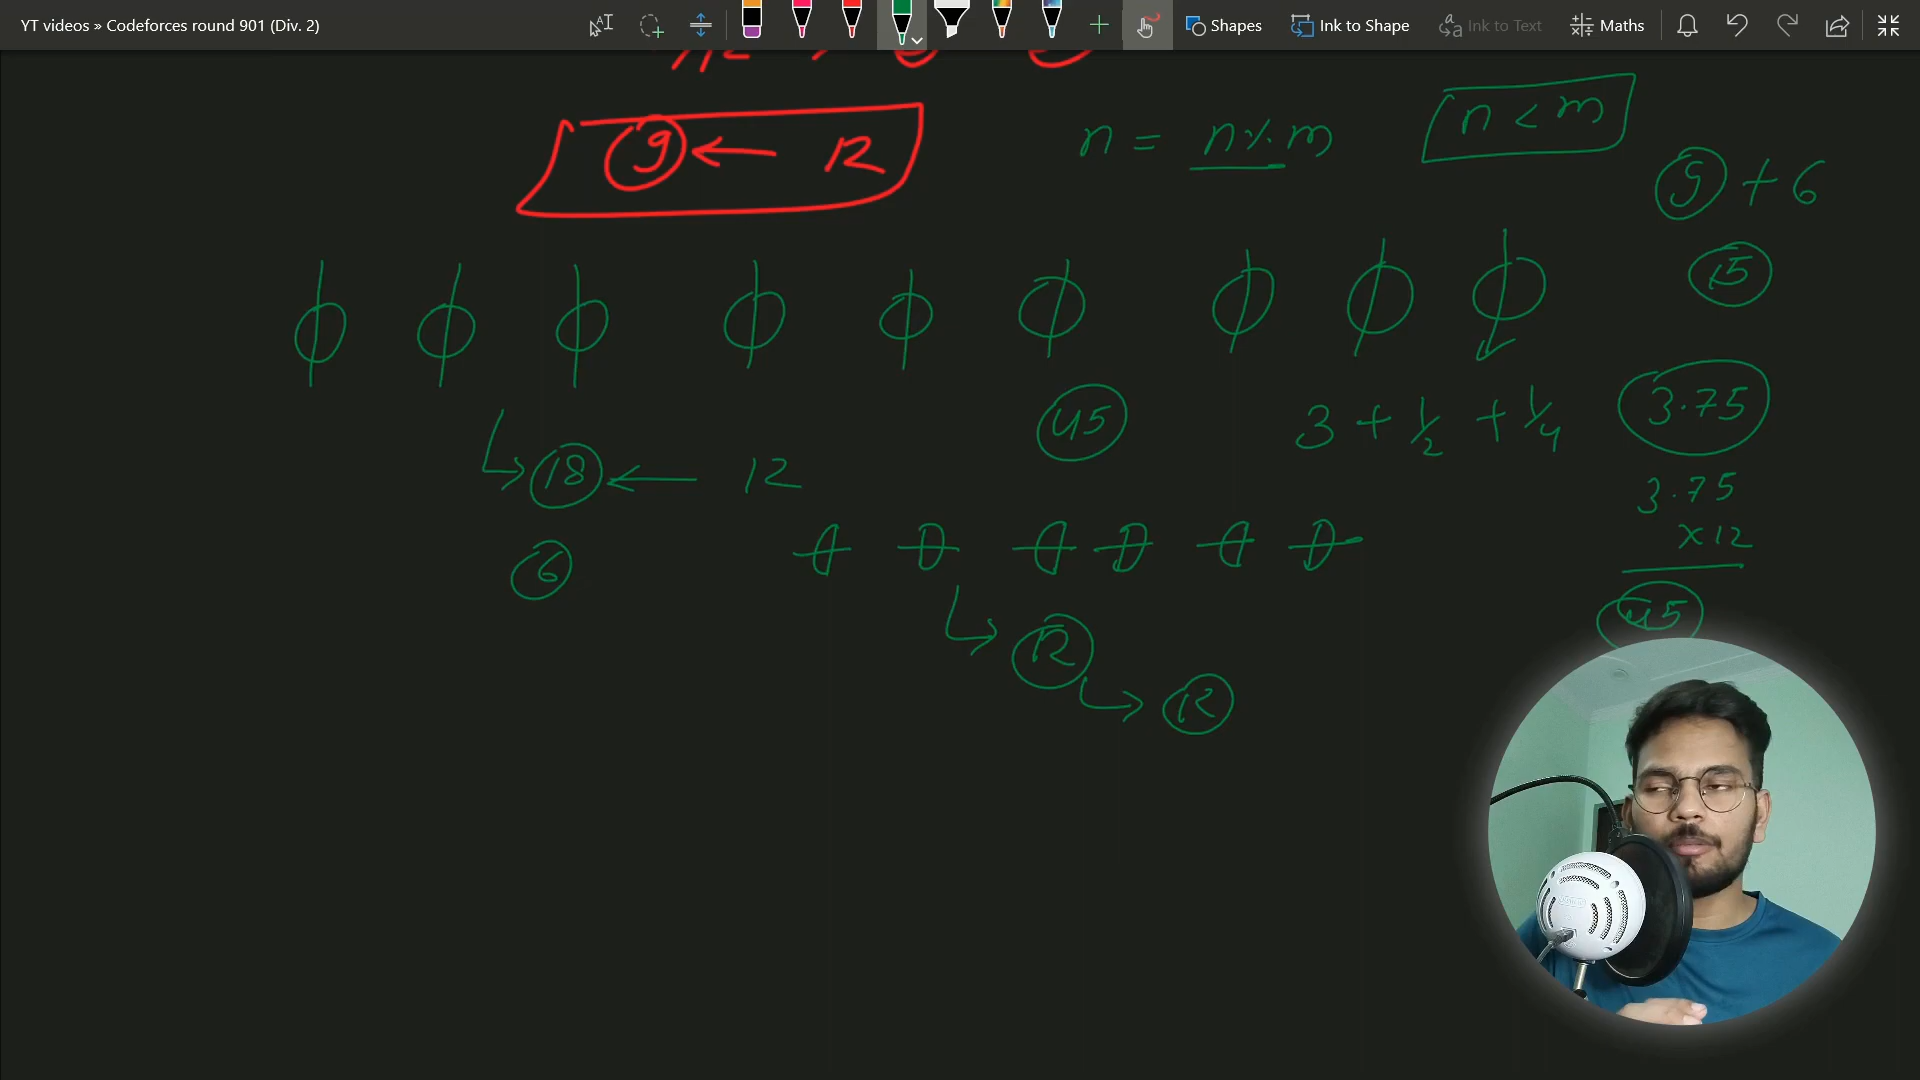 YT videos » Codeforces round 901 (Div. 2)
Shapes
Ink to Shape
Ink to Text
Maths
9 ← 12
n = n % m
n < m
9 + 6
15
45
3 + 1/2 + 1/4
3.75
18 ← 12
3.75
x 12
6
45
12
12